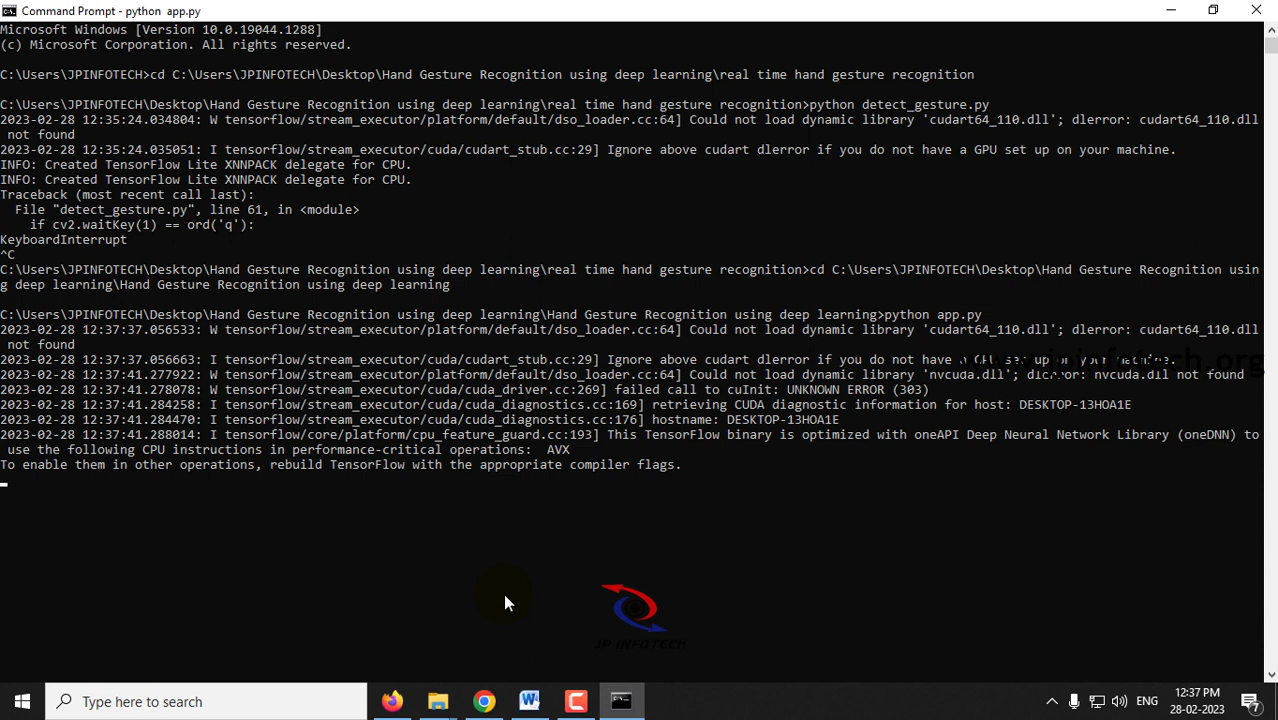 Command Prompt - python  app.py
Microsoft Windows [Version 10.0.19044.1288]
(c) Microsoft Corporation. All rights reserved.
C:\Users\JPINFOTECH>cd C:\Users\JPINFOTECH\Desktop\Hand Gesture Recognition using deep learning\real time hand gesture recognition
C:\Users\JPINFOTECH\Desktop\Hand Gesture Recognition using deep learning\real time hand gesture recognition>python detect_gesture.py
2023-02-28 12:35:24.034804: W tensorflow/stream_executor/platform/default/dso_loader.cc:64] Could not load dynamic library 'cudart64_110.dll'; dlerror: cudart64_110.dll
 not found
2023-02-28 12:35:24.035051: I tensorflow/stream_executor/cuda/cudart_stub.cc:29] Ignore above cudart dlerror if you do not have a GPU set up on your machine.
INFO: Created TensorFlow Lite XNNPACK delegate for CPU.
INFO: Created TensorFlow Lite XNNPACK delegate for CPU.
Traceback (most recent call last):
  File "detect_gesture.py", line 61, in <module>
    if cv2.waitKey(1) == ord('q'):
KeyboardInterrupt
^C
C:\Users\JPINFOTECH\Desktop\Hand Gesture Recognition using deep learning\real time hand gesture recognition>cd C:\Users\JPINFOTECH\Desktop\Hand Gesture Recognition usin
g deep learning\Hand Gesture Recognition using deep learning
C:\Users\JPINFOTECH\Desktop\Hand Gesture Recognition using deep learning\Hand Gesture Recognition using deep learning>python app.py
2023-02-28 12:37:37.056533: W tensorflow/stream_executor/platform/default/dso_loader.cc:64] Could not load dynamic library 'cudart64_110.dll'; dlerror: cudart64_110.dll
 not found
2023-02-28 12:37:37.056663: I tensorflow/stream_executor/cuda/cudart_stub.cc:29] Ignore above cudart dlerror if you do not have a GPU set up on your machine.
www.jpinfotech.org
2023-02-28 12:37:41.277922: W tensorflow/stream_executor/platform/default/dso_loader.cc:64] Could not load dynamic library 'nvcuda.dll'; dlerror: nvcuda.dll not found
2023-02-28 12:37:41.278078: W tensorflow/stream_executor/cuda/cuda_driver.cc:269] failed call to cuInit: UNKNOWN ERROR (303)
2023-02-28 12:37:41.284258: I tensorflow/stream_executor/cuda/cuda_diagnostics.cc:169] retrieving CUDA diagnostic information for host: DESKTOP-13HOA1E
2023-02-28 12:37:41.284470: I tensorflow/stream_executor/cuda/cuda_diagnostics.cc:176] hostname: DESKTOP-13HOA1E
2023-02-28 12:37:41.288014: I tensorflow/core/platform/cpu_feature_guard.cc:193] This TensorFlow binary is optimized with oneAPI Deep Neural Network Library (oneDNN) to
 use the following CPU instructions in performance-critical operations:  AVX
To enable them in other operations, rebuild TensorFlow with the appropriate compiler flags.
JP INFOTECH
Type here to search
ENG
12:37 PM
28-02-2023
7